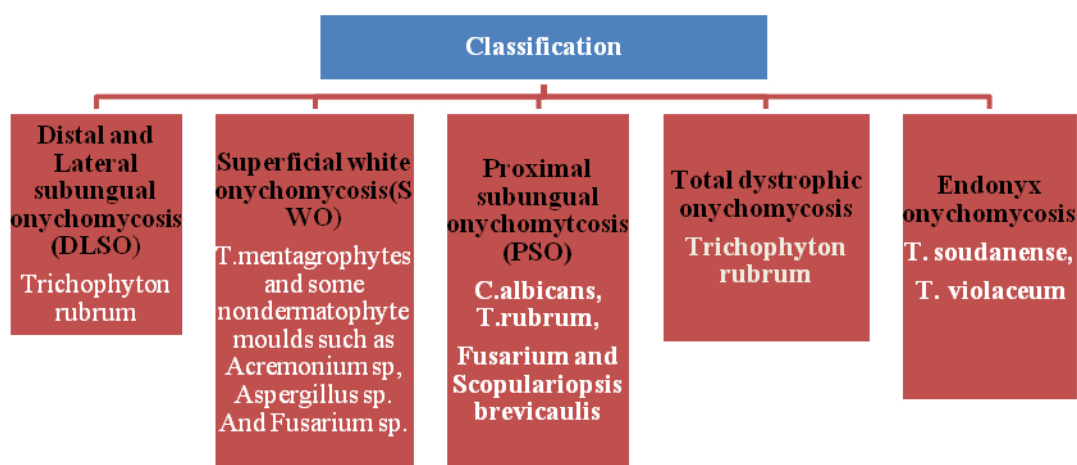 Classification
Distal and
Lateral
subungual
onychomycosis
(DLSO)
Trichophyton
rubrum
Superficial white
onychomycosis(S
WO)
T.mentagrophytes
and some
nondermatophyte
moulds such as
Acremonium sp,
Aspergillus sp.
And Fusarium sp.
Proximal
subungual
onychomytcosis
(PSO)
C.albicans,
T.rubrum,
Fusarium and
Scopulariopsis
brevicaulis
Total dystrophic
onychomycosis
Trichophyton
rubrum
Endonyx
onychomycosis
T. soudanense,
T. violaceum